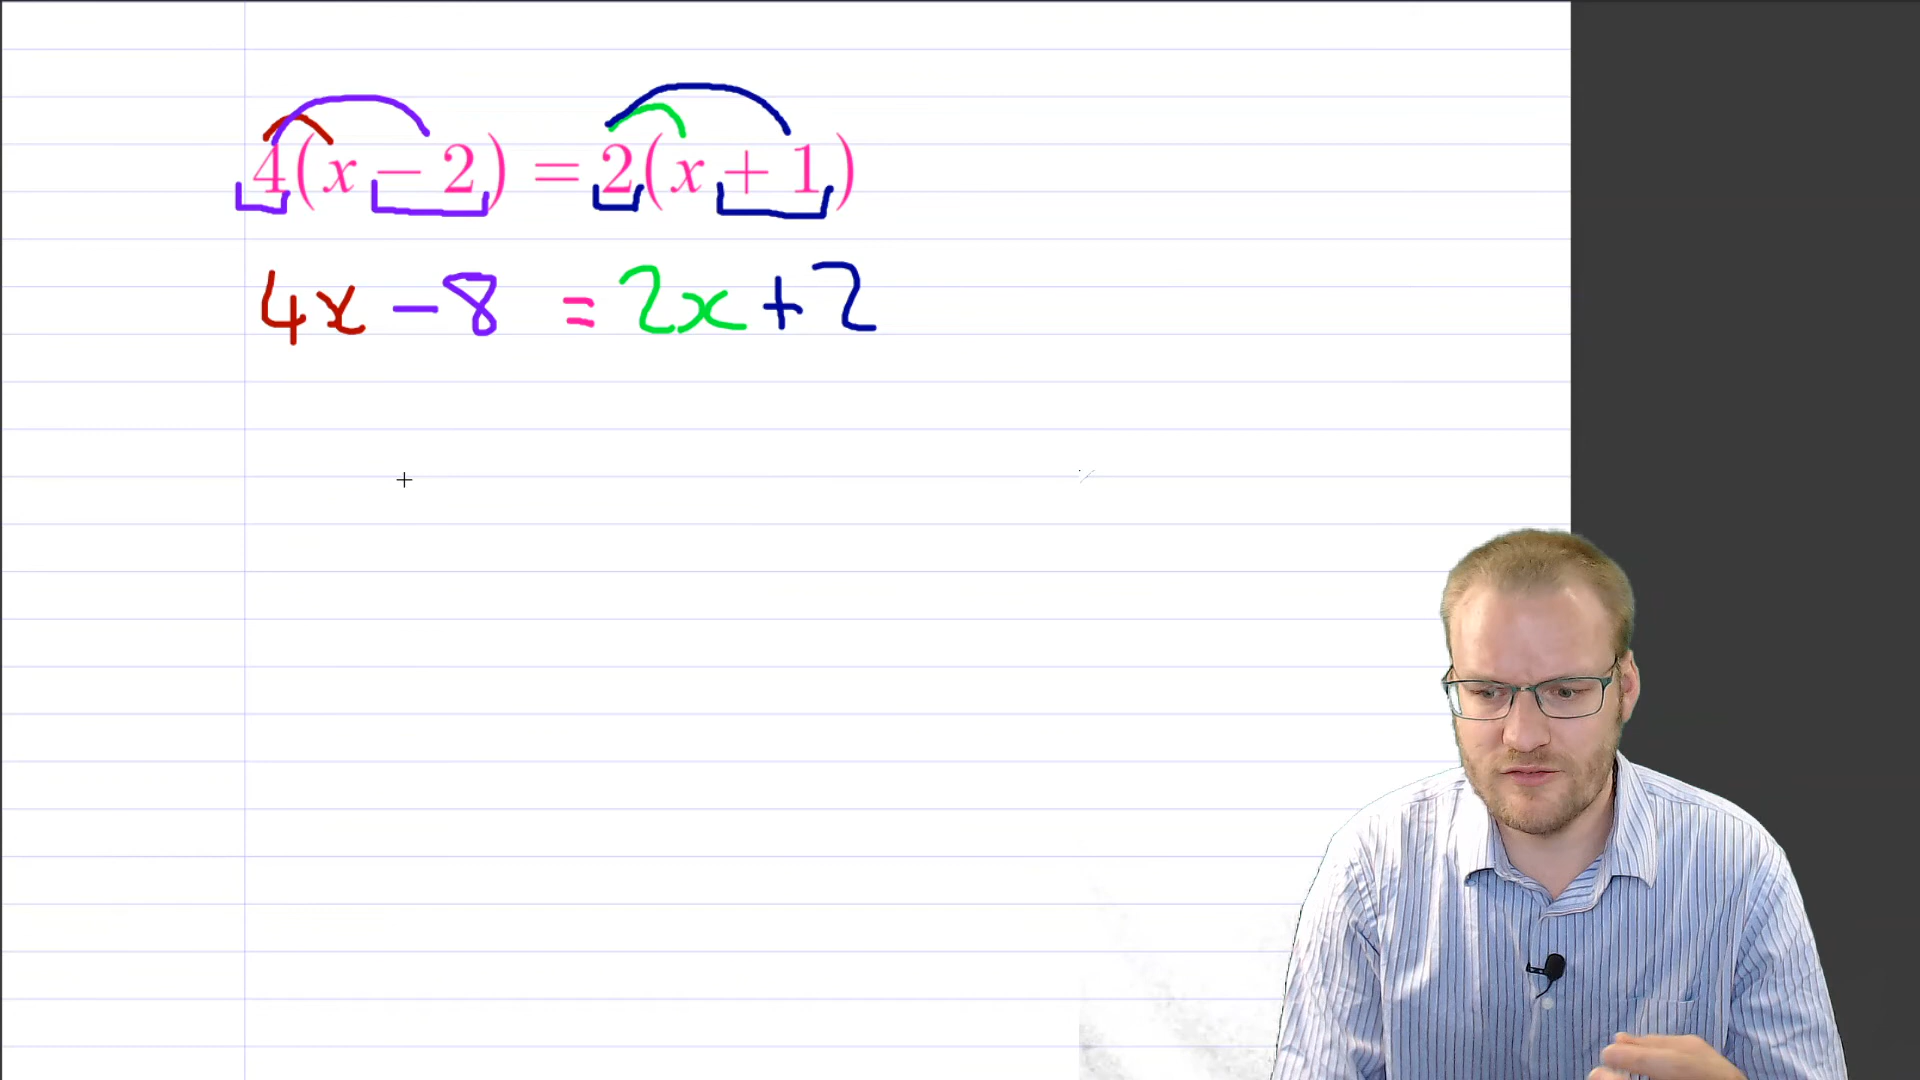 4(x − 2) = 2(x + 1)
4x − 8 = 2x + 2